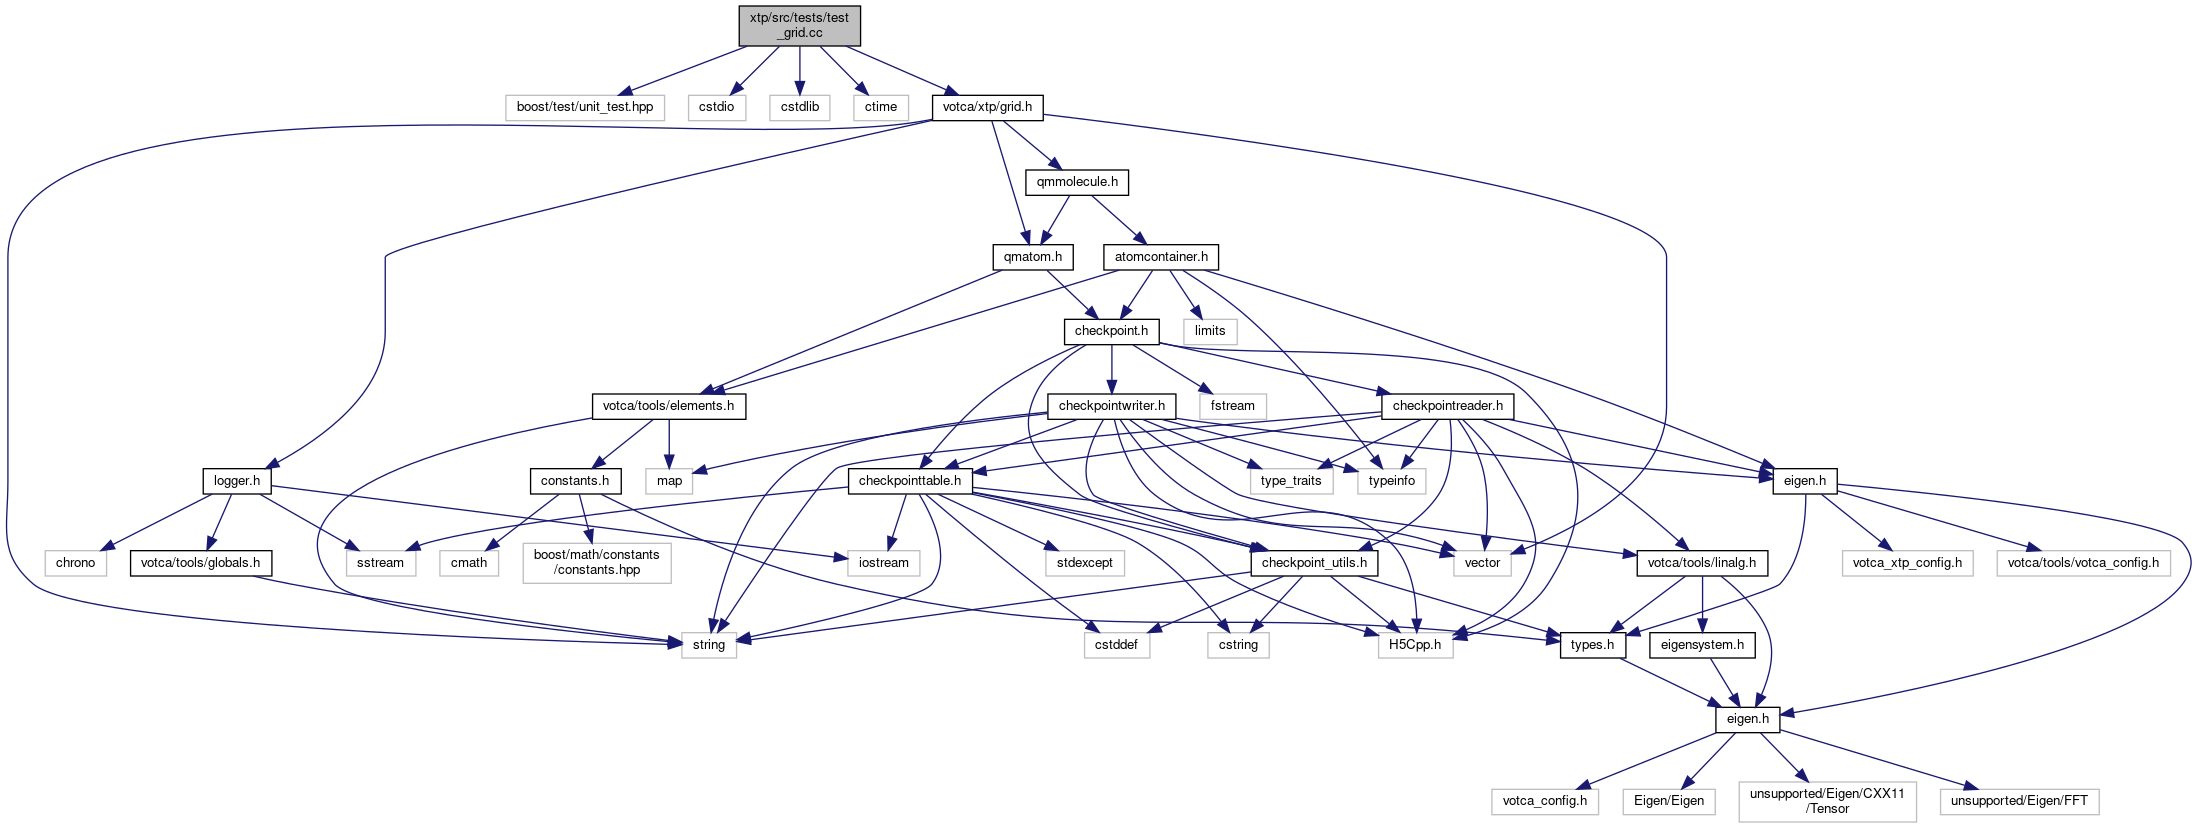 xtp/src/tests/test
_grid.cc
boost/test/unit_test.hpp
cstdio
cstdlib
ctime
votca/xtp/grid.h
qmmolecule.h
qmatom.h
atomcontainer.h
checkpoint.h
limits
votca/tools/elements.h
checkpointwriter.h
fstream
checkpointreader.h
logger.h
constants.h
map
checkpointtable.h
type_traits
typeinfo
eigen.h
chrono
votca/tools/globals.h
sstream
cmath
boost/math/constants
/constants.hpp
iostream
stdexcept
checkpoint_utils.h
vector
votca/tools/linalg.h
votca_xtp_config.h
votca/tools/votca_config.h
string
cstddef
cstring
H5Cpp.h
types.h
eigensystem.h
eigen.h
votca_config.h
Eigen/Eigen
unsupported/Eigen/CXX11
/Tensor
unsupported/Eigen/FFT